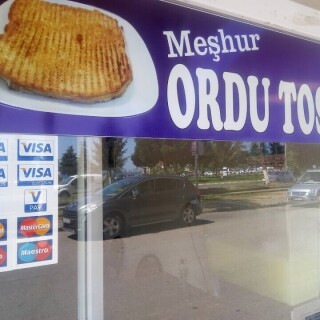 Meşhur
ORDU TOS
VISA
VISA
V PAY
MasterCard
Maestro